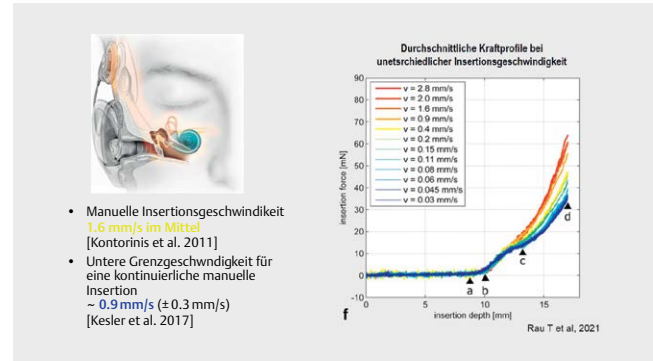 • Manuelle Insertionsgeschwindikeit
1.6 mm/s im Mittel
[Kontorinis et al. 2011]
• Untere Grenzgeschwndigkeit für
eine kontinuierliche manuelle
Insertion
~ 0.9 mm/s (±0.3 mm/s)
[Kesler et al. 2017]
Durchschnittliche Kraftprofile bei
unetsrchiedlicher Insertionsgeschwindigkeit
90
80
70
60
50
40
30
20
10
0
-10
insertion force [mN]
v = 2.8 mm/s
v = 2.0 mm/s
v = 1.6 mm/s
v = 0.9 mm/s
v = 0.4 mm/s
v = 0.2 mm/s
v = 0.15 mm/s
v = 0.11 mm/s
v = 0.08 mm/s
v = 0.06 mm/s
v = 0.045 mm/s
v = 0.03 mm/s
a
b
c
d
0 5 10 15
insertion depth [mm]
f
Rau T et al, 2021